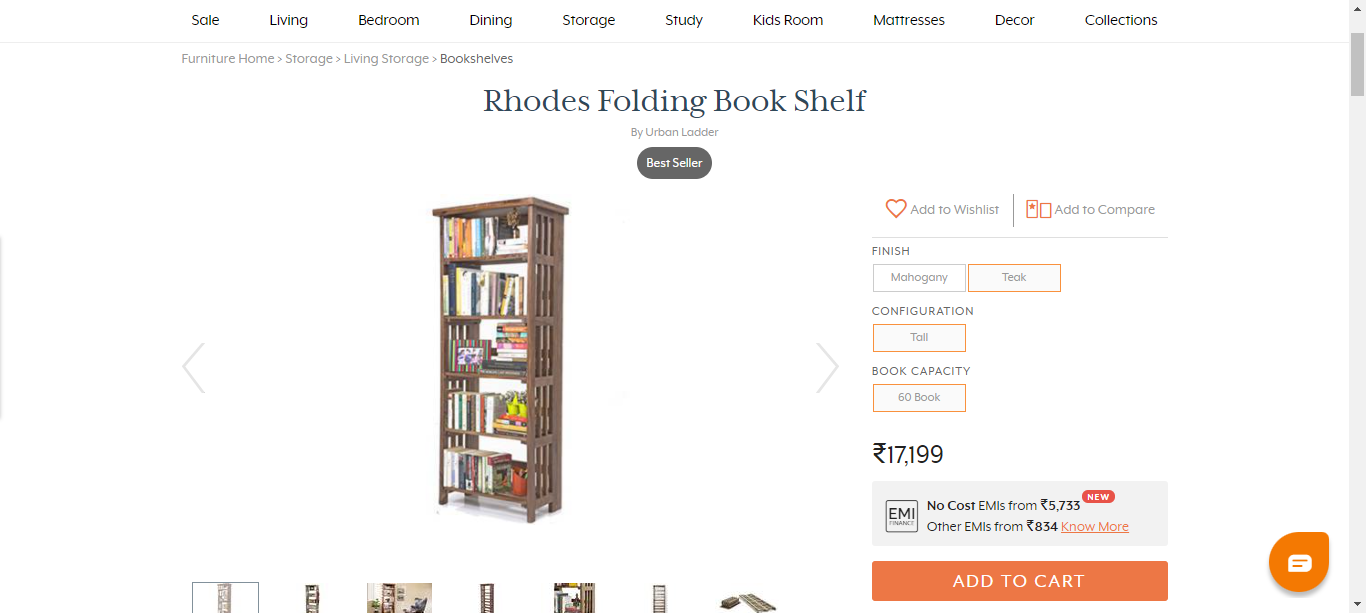 Sale Living Bedroom Dining Storage Study Kids Room Mattresses Decor Collections
Furniture Home > Storage > Living Storage > Bookshelves
Rhodes Folding Book Shelf
By Urban Ladder
Best Seller
Add to Wishlist Add to Compare
FINISH
Mahogany Teak
CONFIGURATION
Tall
BOOK CAPACITY
60 Book
₹17,199
EMI
FINANCE
No Cost EMIs from ₹5,733 NEW
Other EMIs from ₹834 Know More
ADD TO CART